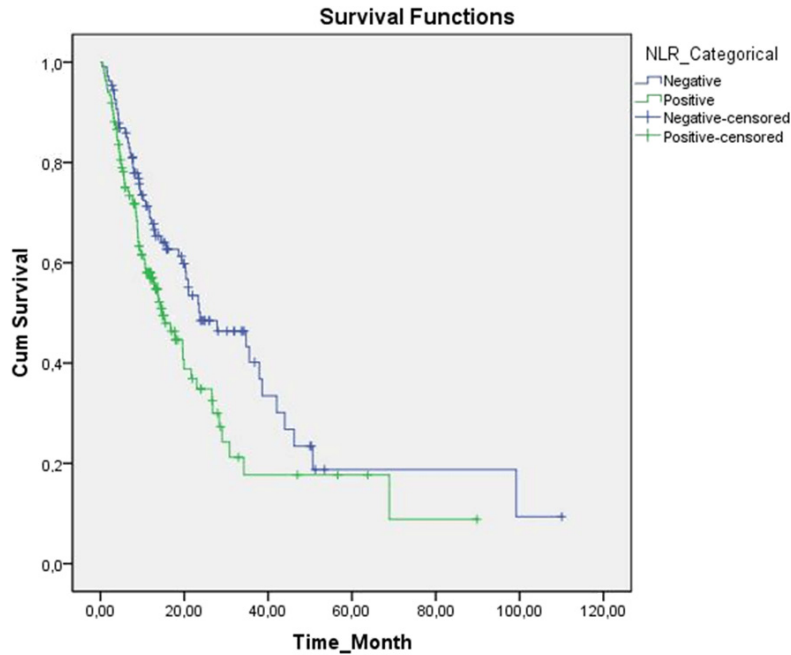 Survival Functions
NLR_Categorical
Negative
Positive
Negative-censored
Positive-censored
1,0
0,8
0,6
0,4
0,2
0,0
Cum Survival
0,00 20,00 40,00 60,00 80,00 100,00 120,00
Time_Month